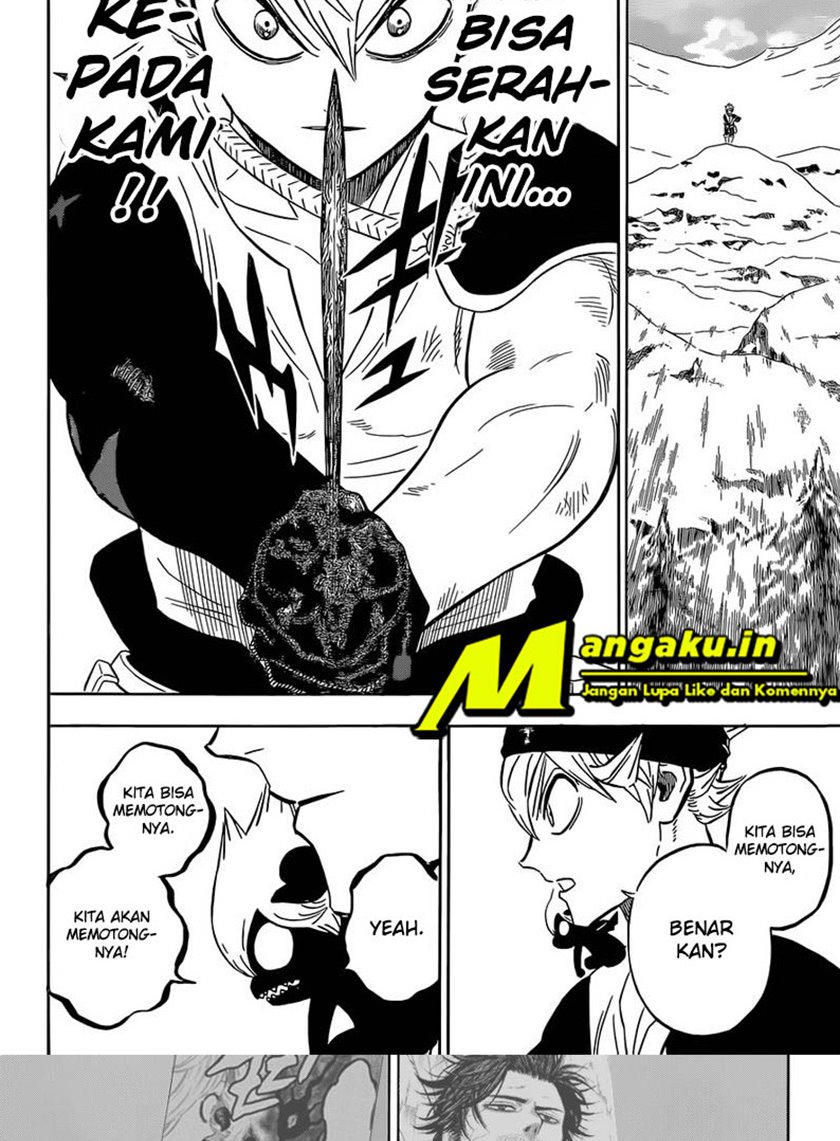 BISA
SERAH-
KAN
INI...
KE-
PADA
KAMI
!!
Mangaku.in
Jangan Lupa Like dan Komennya
KITA BISA
MEMOTONG-
NYA,
BENAR
KAN?
YEAH.
KITA BISA
MEMOTONG-
NYA.
KITA AKAN
MEMOTONG-
NYA!